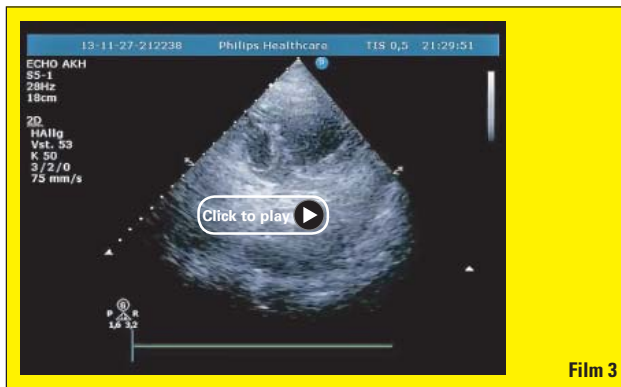 13-11-27-212238 Philips Healthcare TIS 0,5 21:29:51
ECHO AKH
S5-1
28Hz
18cm
P
2D
HAllg
Vst. 53
K 50
3/2/0
75 mm/s
Click to play
G
P R
1,6 3,2
Film 3